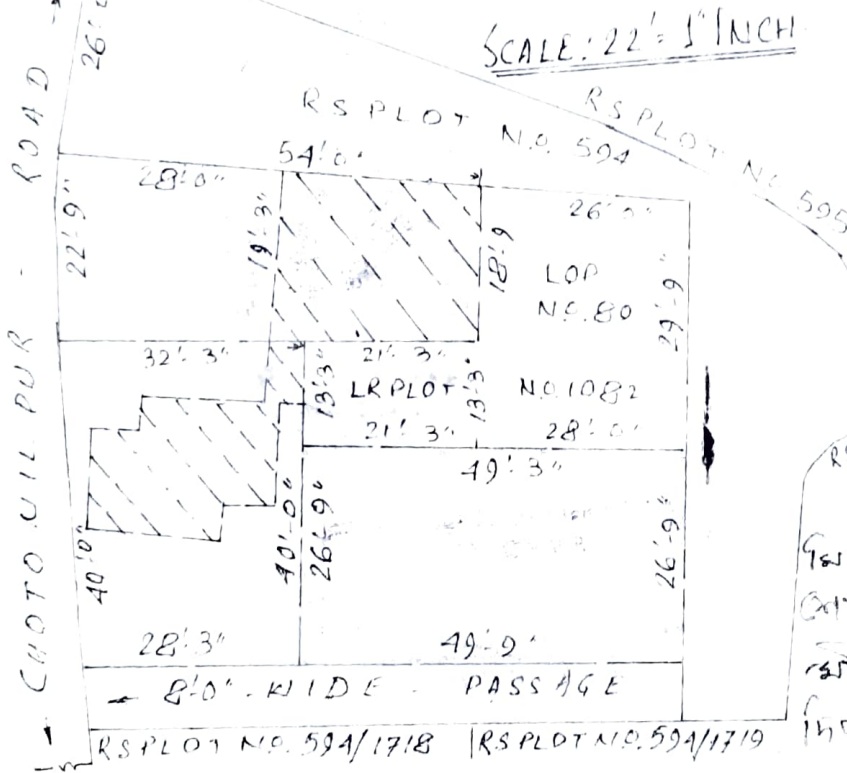 SCALE: 22'= 1" INCH
26'-
ROAD
RS PLOT NO. 594
RS PLOT NO 595
54'-0"
28'-0"
26'-0"
22'-9"
19'-3"
18'-9
LOP
NO. 80
29'-9"
32'-3"
21'-3"
13'-3"
LR PLOT NO. 1082
13'-3"
21'-3"
28'-0"
49'-3"
40'-0"
40'-0"
26'-9"
26'-9"
28'-3"
49'-9"
8'-0" WIDE PASSAGE
CHOTO NILPUR
RS PLOT NO. 594/1718
RS PLOT NO. 594/1719